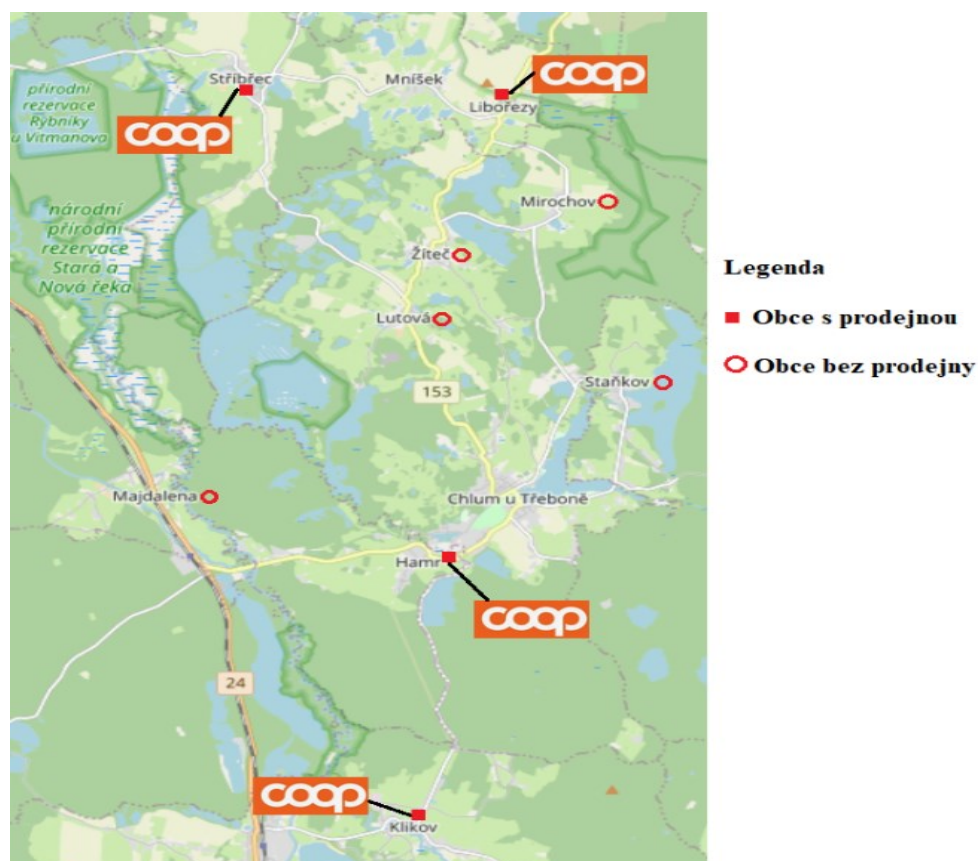 Stříbřec
Mníšek
coop
Libořezy
coop
přírodní
rezervace
Rybníky
u Vitmanova
Mirochov
národní
přírodní
rezervace
Stará a
Nová řeka
Žíteč
Lutová
Staňkov
153
Majdalena
Chlum u Třeboně
Hamr
coop
24
coop
Klikov
Legenda
Obce s prodejnou
Obce bez prodejny